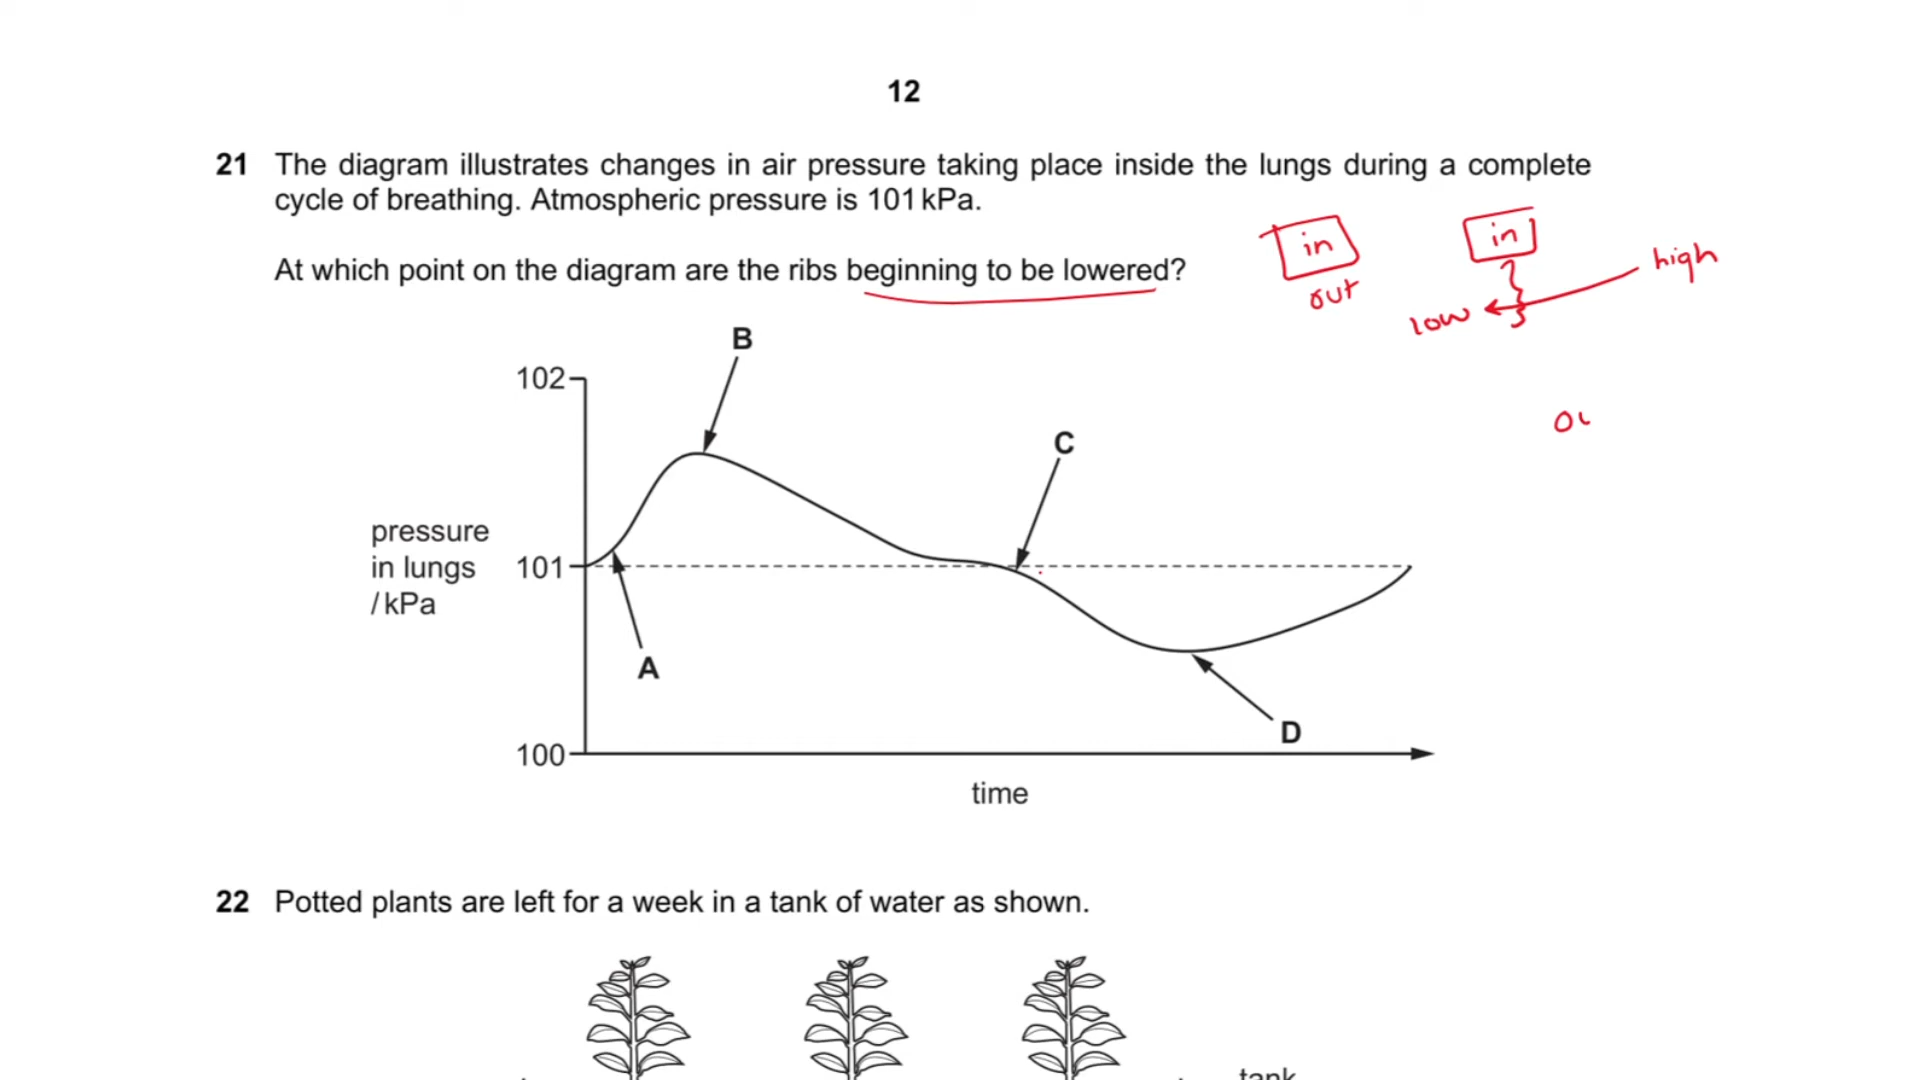 12
21 The diagram illustrates changes in air pressure taking place inside the lungs during a complete
cycle of breathing. Atmospheric pressure is 101 kPa.
in
in
high
At which point on the diagram are the ribs beginning to be lowered?
out
low
B
102
ou
C
pressure
in lungs
/ kPa
101
A
D
100
time
22 Potted plants are left for a week in a tank of water as shown.
tank